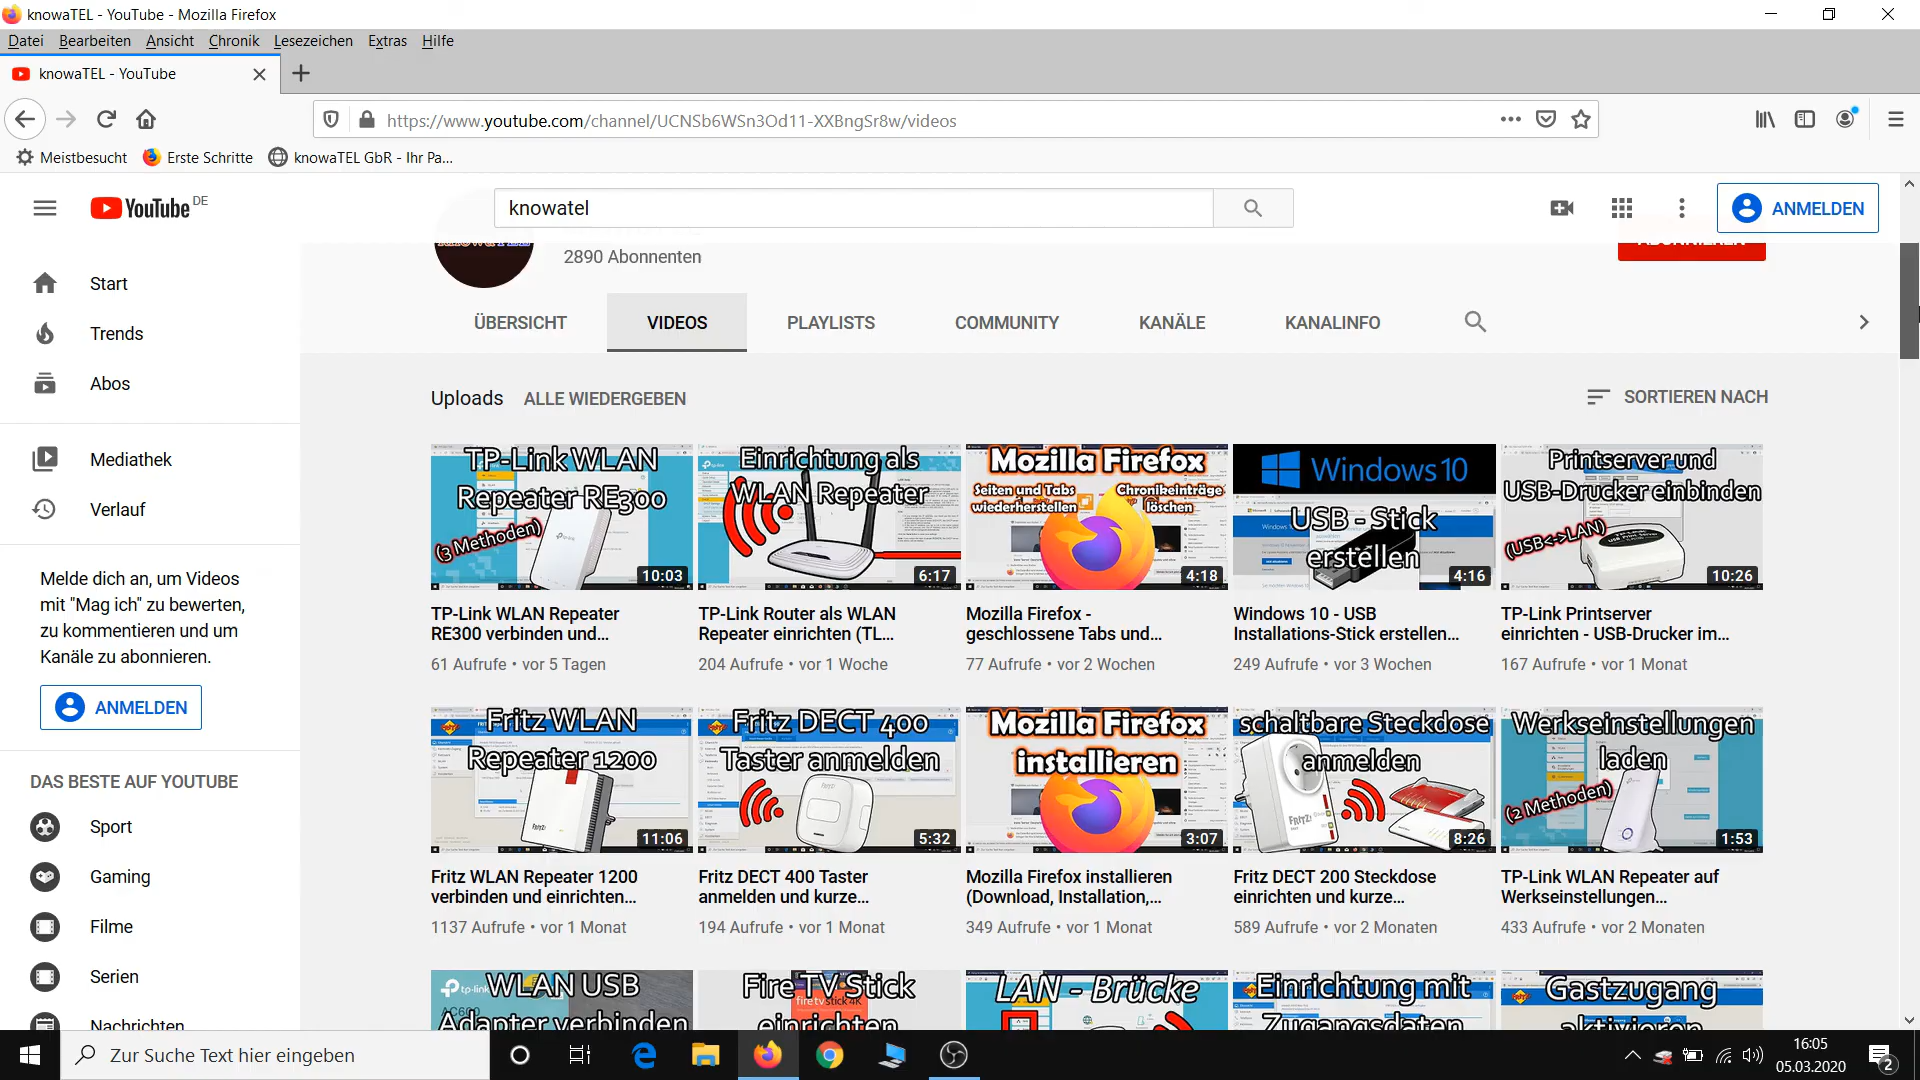 knowaTEL - YouTube - Mozilla Firefox
Datei Bearbeiten Ansicht Chronik Lesezeichen Extras Hilfe
knowaTEL - YouTube
https://www.youtube.com/channel/UCNSb6WSn3Od11-XXBngSr8w/videos
Meistbesucht Erste Schritte knowaTEL GbR - Ihr Pa...
YouTube DE
knowatel
ANMELDEN
2890 Abonnenten
Start
Trends
Abos
Mediathek
Verlauf
Melde dich an, um Videos
mit "Mag ich" zu bewerten,
zu kommentieren und um
Kanäle zu abonnieren.
ANMELDEN
DAS BESTE AUF YOUTUBE
Sport
Gaming
Filme
Serien
Nachrichten
ÜBERSICHT VIDEOS PLAYLISTS COMMUNITY KANÄLE KANALINFO
Uploads ALLE WIEDERGEBEN SORTIEREN NACH
TP-Link WLAN
Repeater RE300
(3 Methoden)
10:03
TP-Link WLAN Repeater
RE300 verbinden und...
61 Aufrufe • vor 5 Tagen
Einrichtung als
WLAN Repeater
6:17
TP-Link Router als WLAN
Repeater einrichten (TL...
204 Aufrufe • vor 1 Woche
Mozilla Firefox
Seiten und Tabs
wiederherstellen
Chronikeinträge
löschen
4:18
Mozilla Firefox -
geschlossene Tabs und...
77 Aufrufe • vor 2 Wochen
Windows 10
USB - Stick
erstellen
4:16
Windows 10 - USB
Installations-Stick erstellen...
249 Aufrufe • vor 3 Wochen
Printserver und
USB-Drucker einbinden
(USB<->LAN)
10:26
TP-Link Printserver
einrichten - USB-Drucker im...
167 Aufrufe • vor 1 Monat
Fritz WLAN
Repeater 1200
11:06
Fritz WLAN Repeater 1200
verbinden und einrichten...
1137 Aufrufe • vor 1 Monat
Fritz DECT 400
Taster anmelden
5:32
Fritz DECT 400 Taster
anmelden und kurze...
194 Aufrufe • vor 1 Monat
Mozilla Firefox
installieren
3:07
Mozilla Firefox installieren
(Download, Installation,...
349 Aufrufe • vor 1 Monat
schaltbare Steckdose
anmelden
8:26
Fritz DECT 200 Steckdose
einrichten und kurze...
589 Aufrufe • vor 2 Monaten
Werkseinstellungen
laden
(2 Methoden)
1:53
TP-Link WLAN Repeater auf
Werkseinstellungen...
433 Aufrufe • vor 2 Monaten
tp-link
WLAN USB
Adapter verbinden
Fire TV Stick
einrichten
LAN - Brücke
Einrichtung mit
Zugangsdaten
Gastzugang
aktivieren
Zur Suche Text hier eingeben
16:05
05.03.2020
2